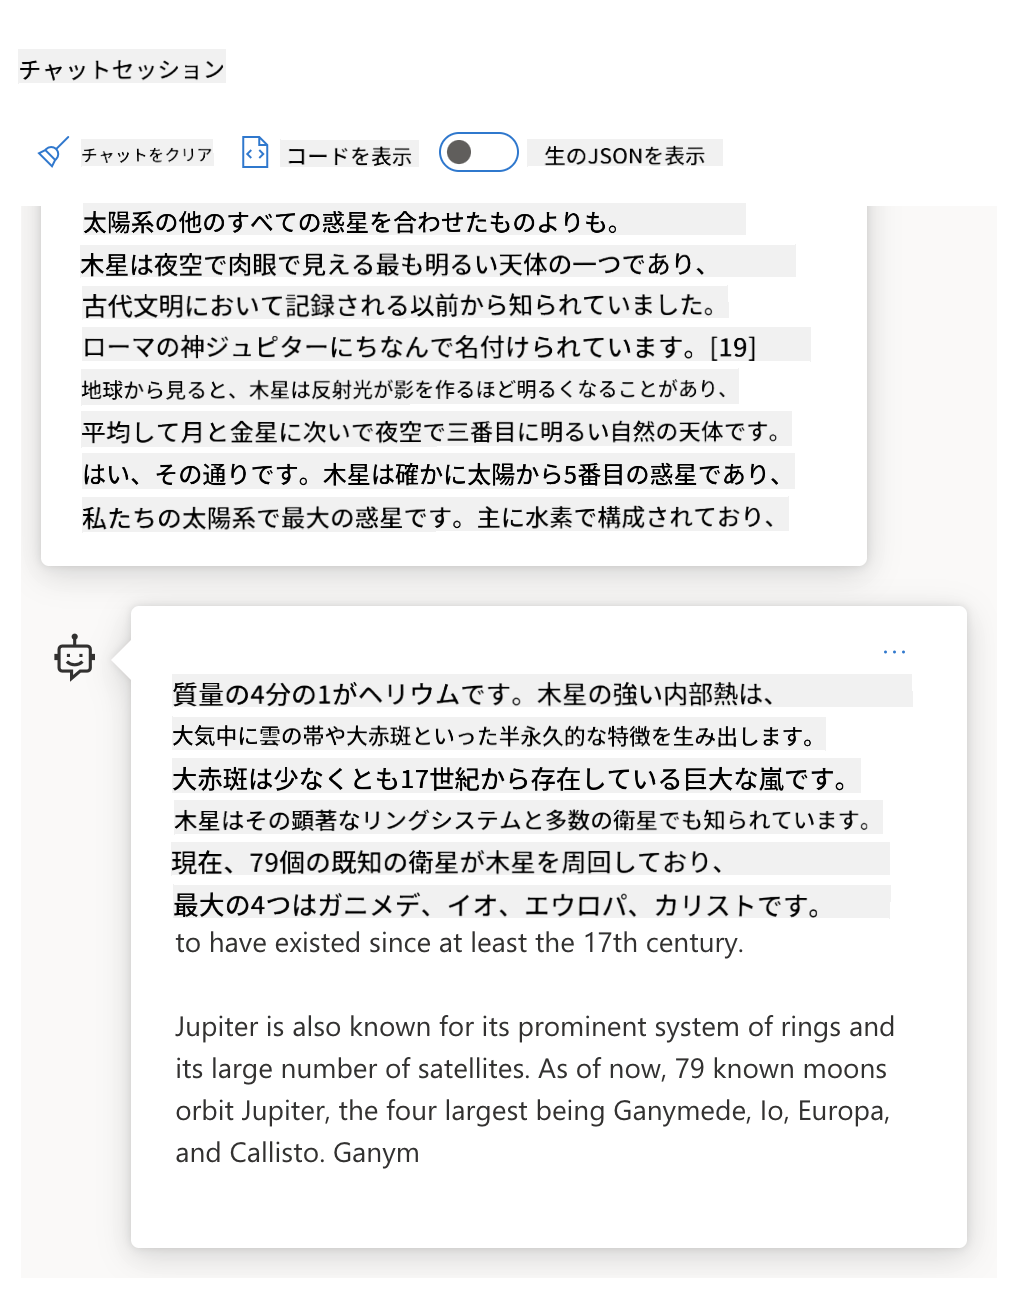 チャットセッション
チャットをクリア コードを表示 生のJSONを表示
太陽系の他のすべての惑星を合わせたものよりも。
木星は夜空で肉眼で見える最も明るい天体の一つであり、
古代文明において記録される以前から知られていました。
ローマの神ジュピターにちなんで名付けられています。[19]
地球から見ると、木星は反射光が影を作るほど明るくなることがあり、
平均して月と金星に次いで夜空で三番目に明るい自然の天体です。
はい、その通りです。木星は確かに太陽から5番目の惑星であり、
私たちの太陽系で最大の惑星です。主に水素で構成されており、
質量の4分の1がヘリウムです。木星の強い内部熱は、
大気中に雲の帯や大赤斑といった半永久的な特徴を生み出します。
大赤斑は少なくとも17世紀から存在している巨大な嵐です。
木星はその顕著なリングシステムと多数の衛星でも知られています。
現在、79個の既知の衛星が木星を周回しており、
最大の4つはガニメデ、イオ、エウロパ、カリストです。
to have existed since at least the 17th century.
Jupiter is also known for its prominent system of rings and
its large number of satellites. As of now, 79 known moons
orbit Jupiter, the four largest being Ganymede, Io, Europa,
and Callisto. Ganym